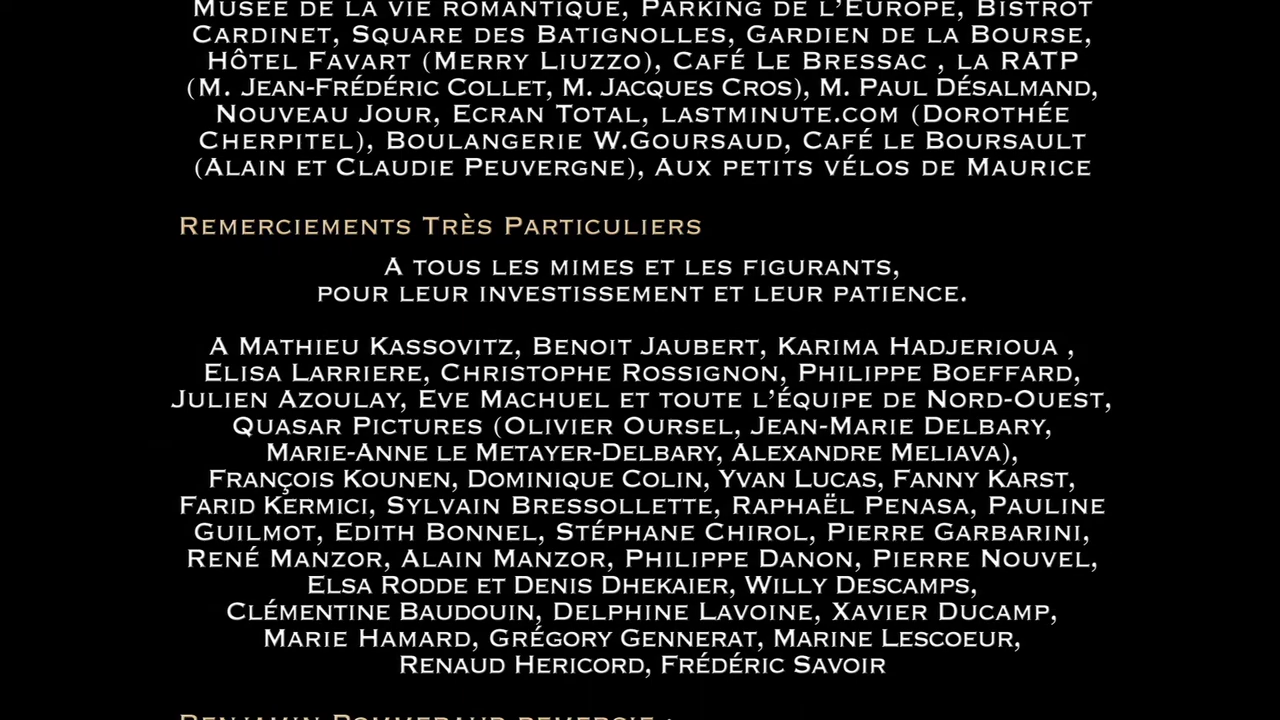 Musée de la vie romantique, Parking de l’Europe, Bistrot
Cardinet, Square des Batignolles, Gardien de la Bourse,
Hôtel Favart (Merry Liuzzo), Café Le Bressac , la RATP
(M. Jean-Frédéric Collet, M. Jacques Cros), M. Paul Désalmand,
Nouveau Jour, Ecran Total, lastminute.com (Dorothée
Cherpitel), Boulangerie W.Goursaud, Café le Boursault
(Alain et Claudie Peuvergne), Aux petits vélos de Maurice
Remerciements Très Particuliers
A tous les mimes et les figurants,
pour leur investissement et leur patience.
A Mathieu Kassovitz, Benoit Jaubert, Karima Hadjerioua ,
Elisa Larriere, Christophe Rossignon, Philippe Boeffard,
Julien Azoulay, Eve Machuel et toute l’équipe de Nord-Ouest,
Quasar Pictures (Olivier Oursel, Jean-Marie Delbary,
Marie-Anne le Metayer-Delbary, Alexandre Meliava),
François Kounen, Dominique Colin, Yvan Lucas, Fanny Karst,
Farid Kermici, Sylvain Bressollette, Raphaël Penasa, Pauline
Guilmot, Edith Bonnel, Stéphane Chirol, Pierre Garbarini,
René Manzor, Alain Manzor, Philippe Danon, Pierre Nouvel,
Elsa Rodde et Denis Dhekaier, Willy Descamps,
Clémentine Baudouin, Delphine Lavoine, Xavier Ducamp,
Marie Hamard, Grégory Gennerat, Marine Lescoeur,
Renaud Hericord, Frédéric Savoir